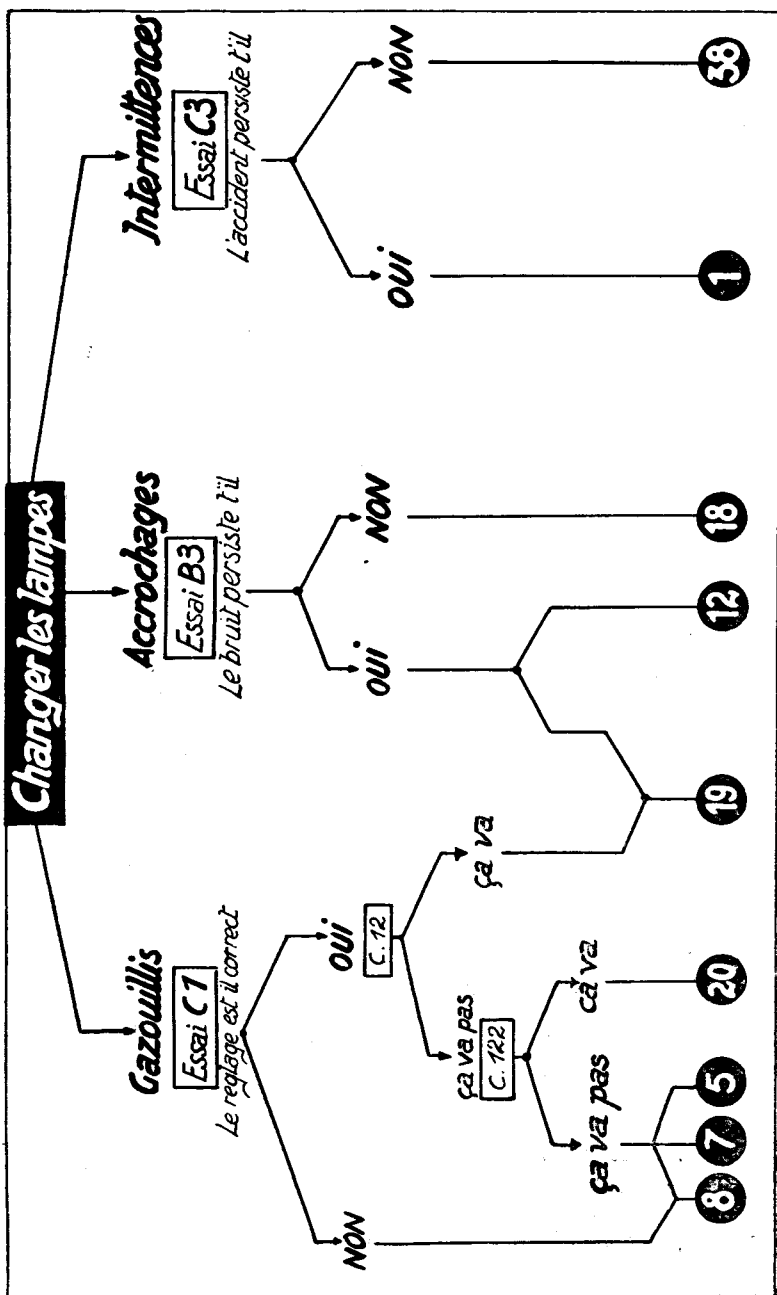 Changer les lampes
Gazouillis
Essai C1
Le réglage est il correct
NON
OUI
C.12
ça va pas
C.122
ça va pas
ça va
ça va
8
7
5
20
19
Accrochages
Essai B3
Le bruit persiste t'il
OUI
NON
12
18
Intermittences
Essai C3
L'accident persiste t'il
OUI
NON
1
38